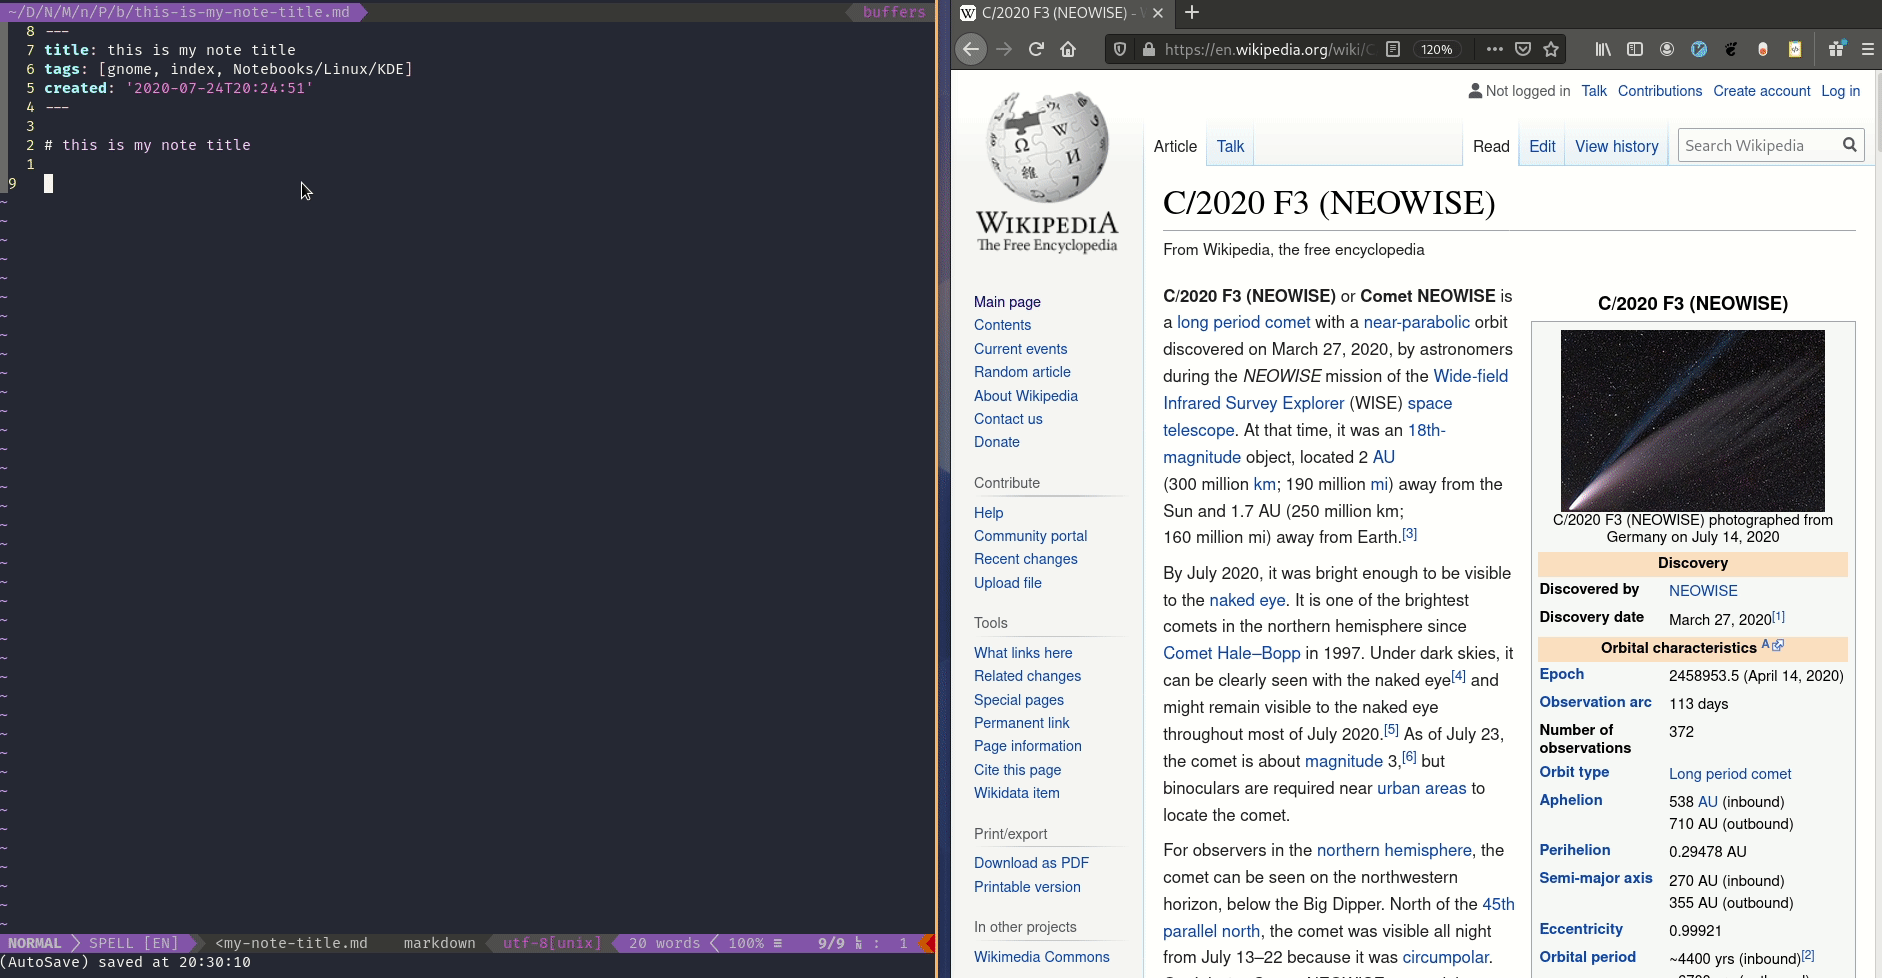 ~/D/N/M/n/P/b/this-is-my-note-title.md
buffers
8 ---
7 title: this is my note title
6 tags: [gnome, index, Notebooks/Linux/KDE]
5 created: '2020-07-24T20:24:51'
4 ---
3
2 # this is my note title
1
9
NORMAL SPELL [EN] <my-note-title.md markdown utf-8[unix] 20 words 100% 9/9 : 1
(AutoSave) saved at 20:30:10
C/2020 F3 (NEOWISE) -
https://en.wikipedia.org/wiki/C
120%
Not logged in Talk Contributions Create account Log in
Article Talk Read Edit View history Search Wikipedia
WIKIPEDIA
The Free Encyclopedia
Main page
Contents
Current events
Random article
About Wikipedia
Contact us
Donate
Contribute
Help
Community portal
Recent changes
Upload file
Tools
What links here
Related changes
Special pages
Permanent link
Page information
Cite this page
Wikidata item
Print/export
Download as PDF
Printable version
In other projects
Wikimedia Commons
C/2020 F3 (NEOWISE)
From Wikipedia, the free encyclopedia
C/2020 F3 (NEOWISE) or Comet NEOWISE is
a long period comet with a near-parabolic orbit
discovered on March 27, 2020, by astronomers
during the NEOWISE mission of the Wide-field
Infrared Survey Explorer (WISE) space
telescope. At that time, it was an 18th-
magnitude object, located 2 AU
(300 million km; 190 million mi) away from the
Sun and 1.7 AU (250 million km;
160 million mi) away from Earth.[3]
By July 2020, it was bright enough to be visible
to the naked eye. It is one of the brightest
comets in the northern hemisphere since
Comet Hale–Bopp in 1997. Under dark skies, it
can be clearly seen with the naked eye[4] and
might remain visible to the naked eye
throughout most of July 2020.[5] As of July 23,
the comet is about magnitude 3,[6] but
binoculars are required near urban areas to
locate the comet.
For observers in the northern hemisphere, the
comet can be seen on the northwestern
horizon, below the Big Dipper. North of the 45th
parallel north, the comet was visible all night
from July 13–22 because it was circumpolar.
C/2020 F3 (NEOWISE)
C/2020 F3 (NEOWISE) photographed from
Germany on July 14, 2020
Discovery
Discovered by NEOWISE
Discovery date March 27, 2020[1]
Orbital characteristics A
Epoch 2458953.5 (April 14, 2020)
Observation arc 113 days
Number of observations 372
Orbit type Long period comet
Aphelion 538 AU (inbound)
710 AU (outbound)
Perihelion 0.29478 AU
Semi-major axis 270 AU (inbound)
355 AU (outbound)
Eccentricity 0.99921
Orbital period ~4400 yrs (inbound)[2]